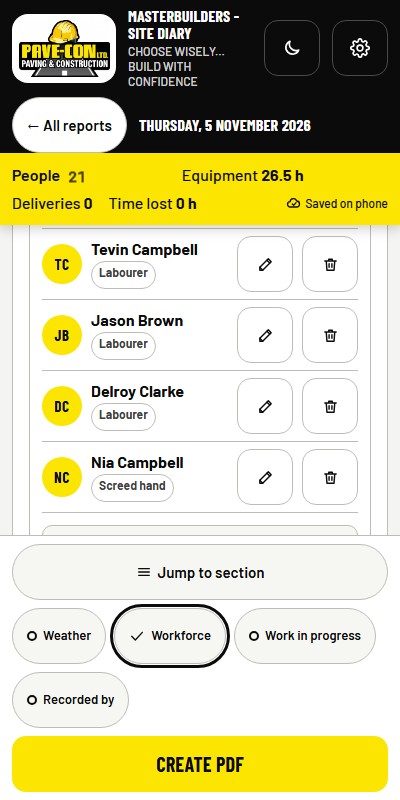 PAVE-CON LTD.
PAVING & CONSTRUCTION
MASTERBUILDERS -
SITE DIARY
CHOOSE WISELY...
BUILD WITH
CONFIDENCE
← All reports
THURSDAY, 5 NOVEMBER 2026
People 21
Equipment 26.5 h
Deliveries 0
Time lost 0 h
Saved on phone
TC
Tevin Campbell
Labourer
JB
Jason Brown
Labourer
DC
Delroy Clarke
Labourer
NC
Nia Campbell
Screed hand
Jump to section
Weather
Workforce
Work in progress
Recorded by
CREATE PDF